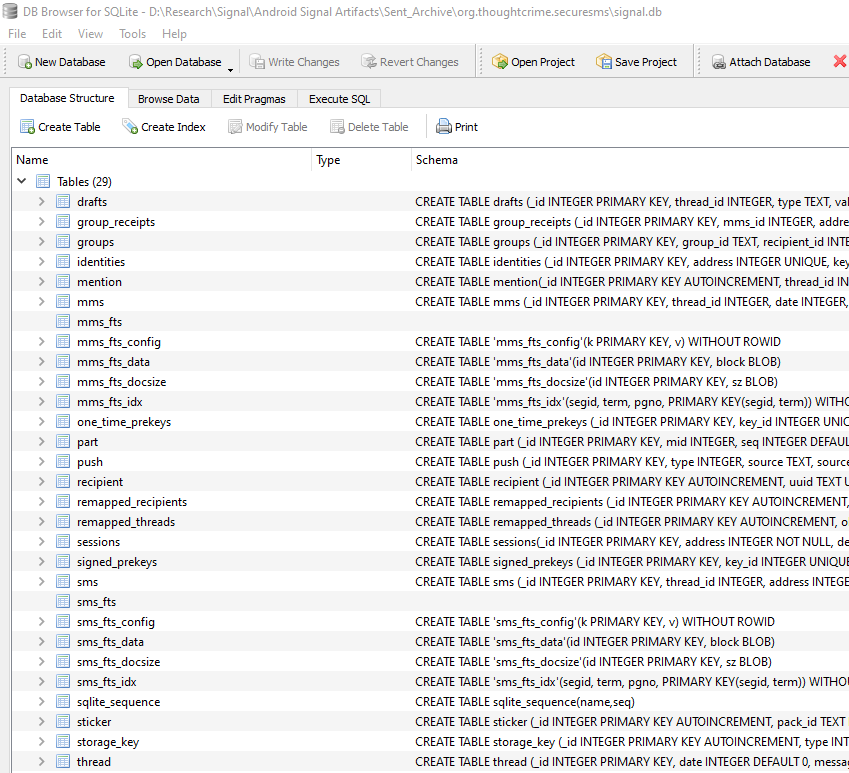 DB Browser for SQLite - D:\Research\Signal\Android Signal Artifacts\Sent_Archive\org.thoughtcrime.securesms\signal.db
File Edit View Tools Help
New Database Open Database Write Changes Revert Changes Open Project Save Project Attach Database
Database Structure Browse Data Edit Pragmas Execute SQL
Create Table Create Index Modify Table Delete Table Print
Name Type Schema
Tables (29)
drafts CREATE TABLE drafts (_id INTEGER PRIMARY KEY, thread_id INTEGER, type TEXT, val
group_receipts CREATE TABLE group_receipts (_id INTEGER PRIMARY KEY, mms_id INTEGER, addre
groups CREATE TABLE groups (_id INTEGER PRIMARY KEY, group_id TEXT, recipient_id INTE
identities CREATE TABLE identities (_id INTEGER PRIMARY KEY, address INTEGER UNIQUE, key
mention CREATE TABLE mention(_id INTEGER PRIMARY KEY AUTOINCREMENT, thread_id IN
mms CREATE TABLE mms (_id INTEGER PRIMARY KEY, thread_id INTEGER, date INTEGER,
mms_fts
mms_fts_config CREATE TABLE 'mms_fts_config'(k PRIMARY KEY, v) WITHOUT ROWID
mms_fts_data CREATE TABLE 'mms_fts_data'(id INTEGER PRIMARY KEY, block BLOB)
mms_fts_docsize CREATE TABLE 'mms_fts_docsize'(id INTEGER PRIMARY KEY, sz BLOB)
mms_fts_idx CREATE TABLE 'mms_fts_idx'(segid, term, pgno, PRIMARY KEY(segid, term)) WITHO
one_time_prekeys CREATE TABLE one_time_prekeys (_id INTEGER PRIMARY KEY, key_id INTEGER UNIC
part CREATE TABLE part (_id INTEGER PRIMARY KEY, mid INTEGER, seq INTEGER DEFAUL
push CREATE TABLE push (_id INTEGER PRIMARY KEY, type INTEGER, source TEXT, source
recipient CREATE TABLE recipient (_id INTEGER PRIMARY KEY AUTOINCREMENT, uuid TEXT U
remapped_recipients CREATE TABLE remapped_recipients (_id INTEGER PRIMARY KEY AUTOINCREMENT,
remapped_threads CREATE TABLE remapped_threads (_id INTEGER PRIMARY KEY AUTOINCREMENT, o
sessions CREATE TABLE sessions(_id INTEGER PRIMARY KEY, address INTEGER NOT NULL, de
signed_prekeys CREATE TABLE signed_prekeys (_id INTEGER PRIMARY KEY, key_id INTEGER UNIQUE
sms CREATE TABLE sms (_id INTEGER PRIMARY KEY, thread_id INTEGER, address INTEGE
sms_fts
sms_fts_config CREATE TABLE 'sms_fts_config'(k PRIMARY KEY, v) WITHOUT ROWID
sms_fts_data CREATE TABLE 'sms_fts_data'(id INTEGER PRIMARY KEY, block BLOB)
sms_fts_docsize CREATE TABLE 'sms_fts_docsize'(id INTEGER PRIMARY KEY, sz BLOB)
sms_fts_idx CREATE TABLE 'sms_fts_idx'(segid, term, pgno, PRIMARY KEY(segid, term)) WITHOU
sqlite_sequence CREATE TABLE sqlite_sequence(name,seq)
sticker CREATE TABLE sticker (_id INTEGER PRIMARY KEY AUTOINCREMENT, pack_id TEXT
storage_key CREATE TABLE storage_key (_id INTEGER PRIMARY KEY AUTOINCREMENT, type INT
thread CREATE TABLE thread (_id INTEGER PRIMARY KEY, date INTEGER DEFAULT 0, messag